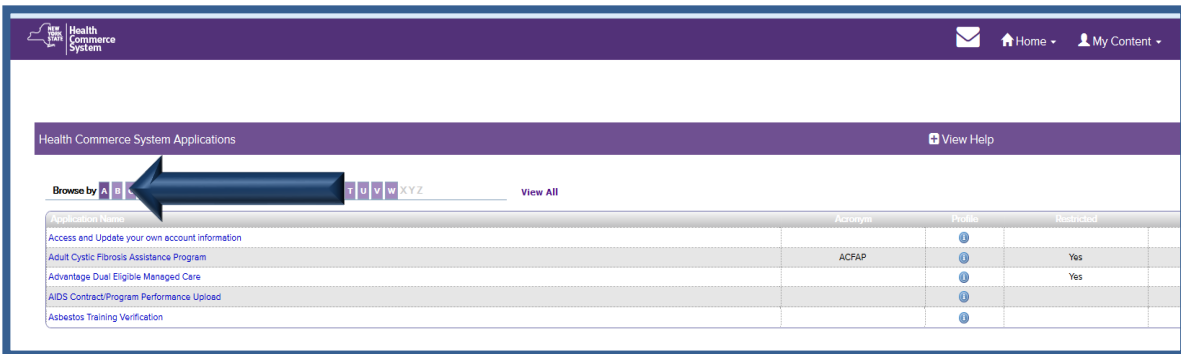 NEW YORK STATE Health Commerce System
Home My Content
Health Commerce System Applications View Help
Browse by A B T U V W X Y Z View All
Application Name Acronym Profile Restricted
Access and Update your own account information
Adult Cystic Fibrosis Assistance Program ACFAP Yes
Advantage Dual Eligible Managed Care Yes
AIDS Contract/Program Performance Upload
Asbestos Training Verification